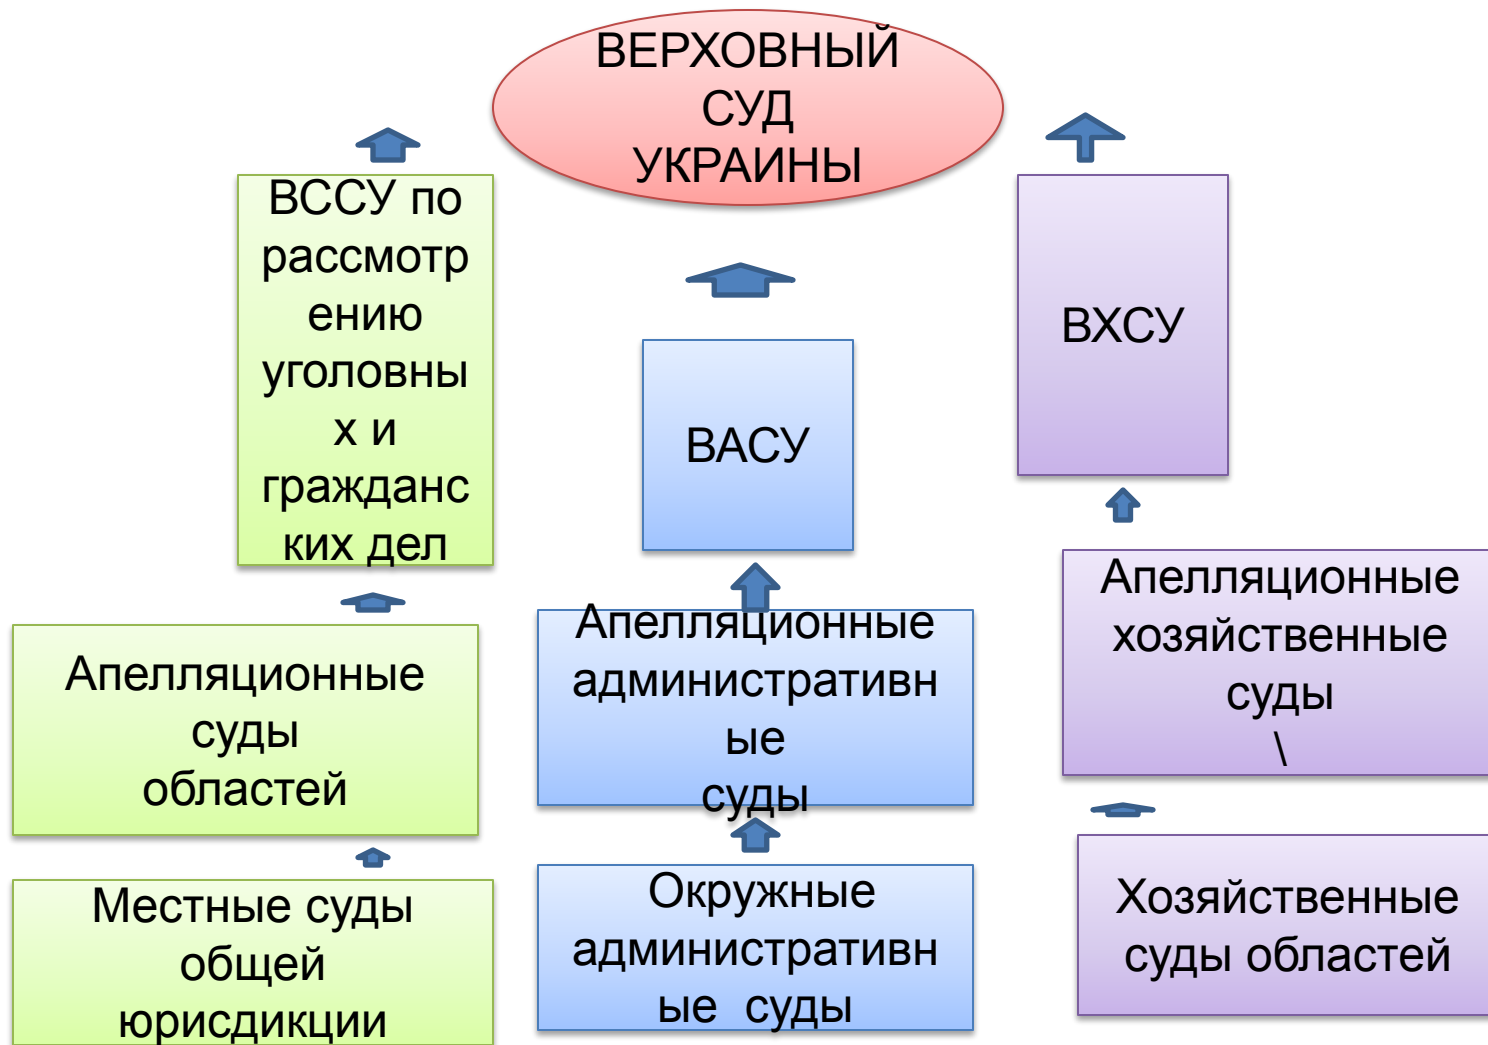 ВЕРХОВНЫЙ
СУД
УКРАИНЫ
ВССУ по
рассмотр
ению
уголовны
х и
гражданс
ких дел
ВАСУ
ВХСУ
Апелляционные
суды
областей
Апелляционные
административн
ые
суды
Апелляционные
хозяйственные
суды
\
Местные суды
общей
юрисдикции
Окружные
административн
ые  суды
Хозяйственные
суды областей